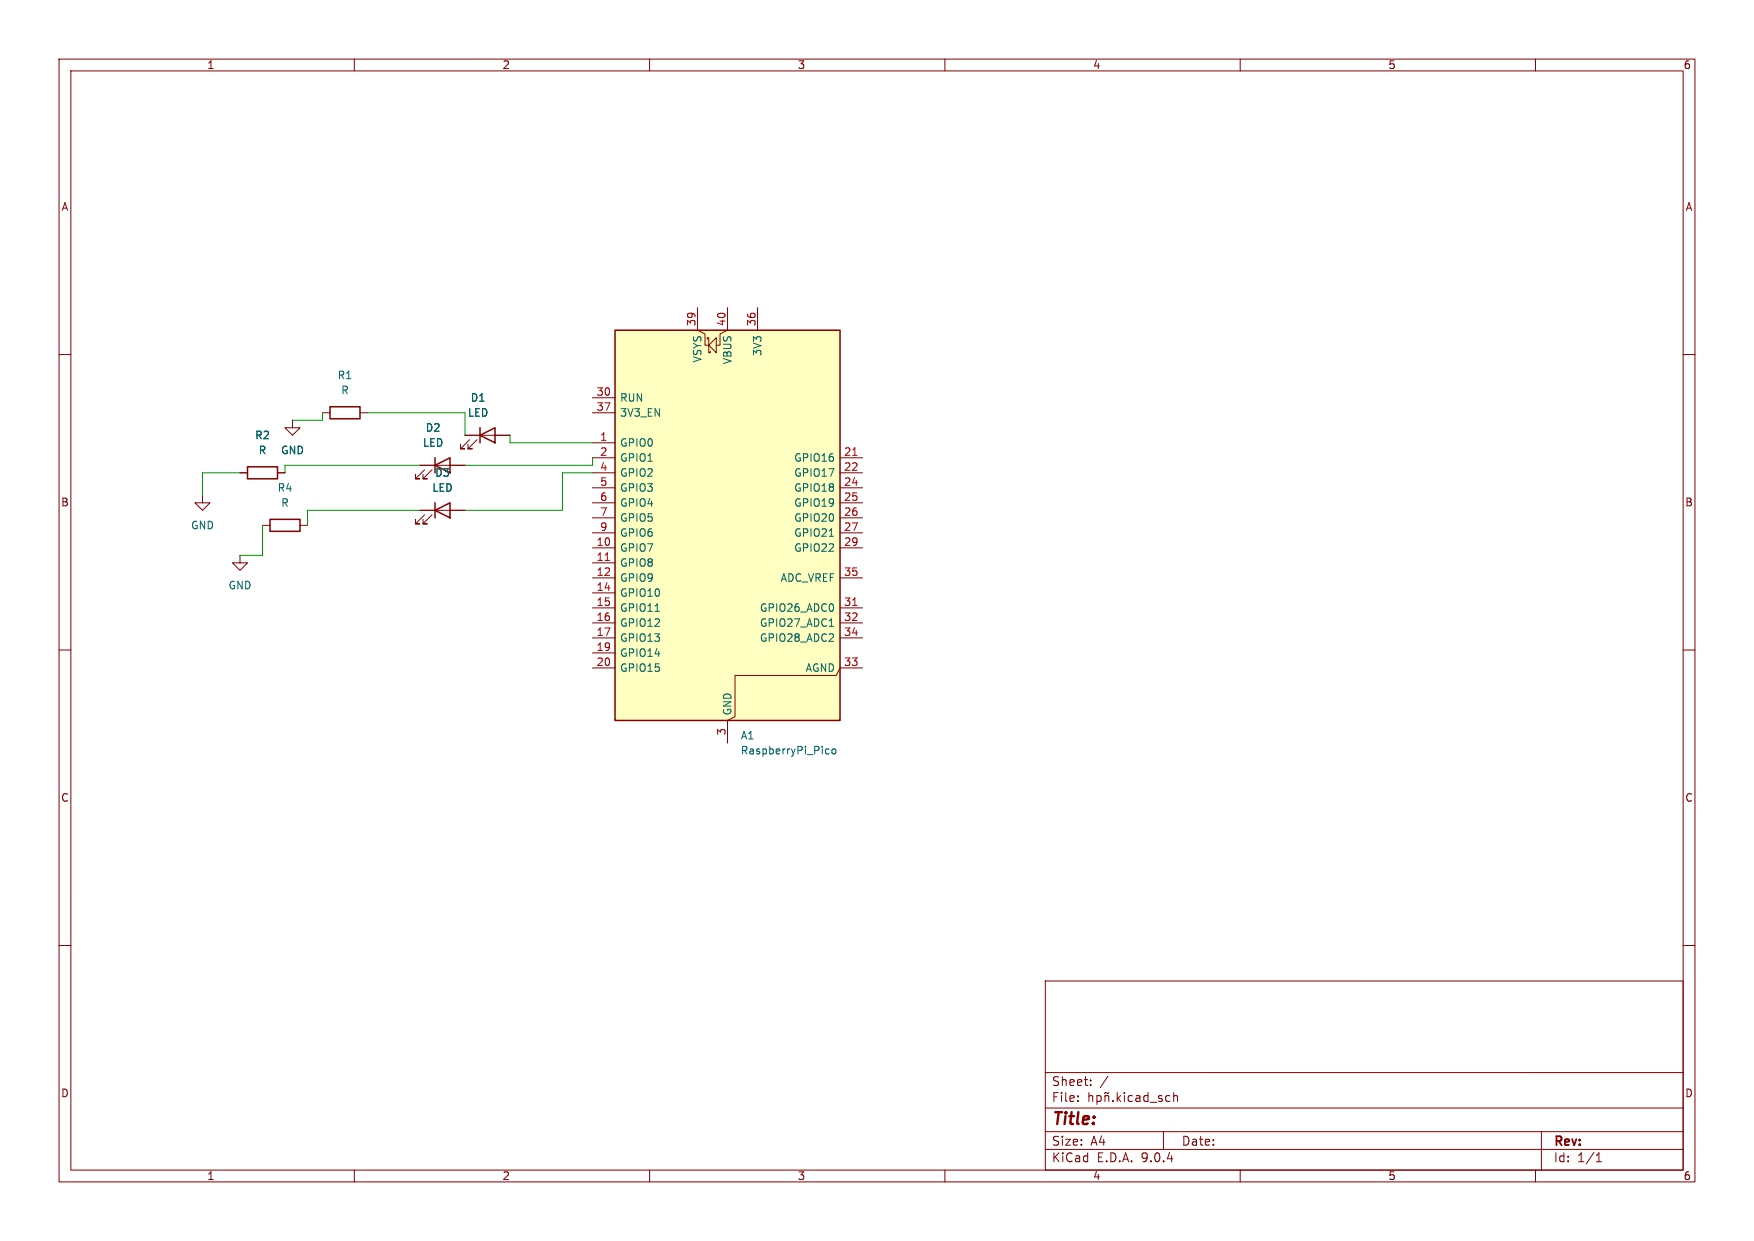 1 2 3 4 5 6
A A
39 40 36
VSYS VBUS 3V3
R1
R
D1
LED
30 RUN
37 3V3_EN
D2
LED
R2
R
GND
1 GPIO0
2 GPIO1
4 GPIO2
5 GPIO3
6 GPIO4
7 GPIO5
9 GPIO6
10 GPIO7
11 GPIO8
12 GPIO9
14 GPIO10
15 GPIO11
16 GPIO12
17 GPIO13
19 GPIO14
20 GPIO15
D3
LED
R4
R
GND
GND
B B
GPIO16 21
GPIO17 22
GPIO18 24
GPIO19 25
GPIO20 26
GPIO21 27
GPIO22 29
ADC_VREF 35
GPIO26_ADC0 31
GPIO27_ADC1 32
GPIO28_ADC2 34
AGND 33
GND
3
A1
RaspberryPi_Pico
C C
D D
Sheet: /
File: hpñ.kicad_sch
Title:
Size: A4 Date: Rev:
KiCad E.D.A. 9.0.4 Id: 1/1
1 2 3 4 5 6